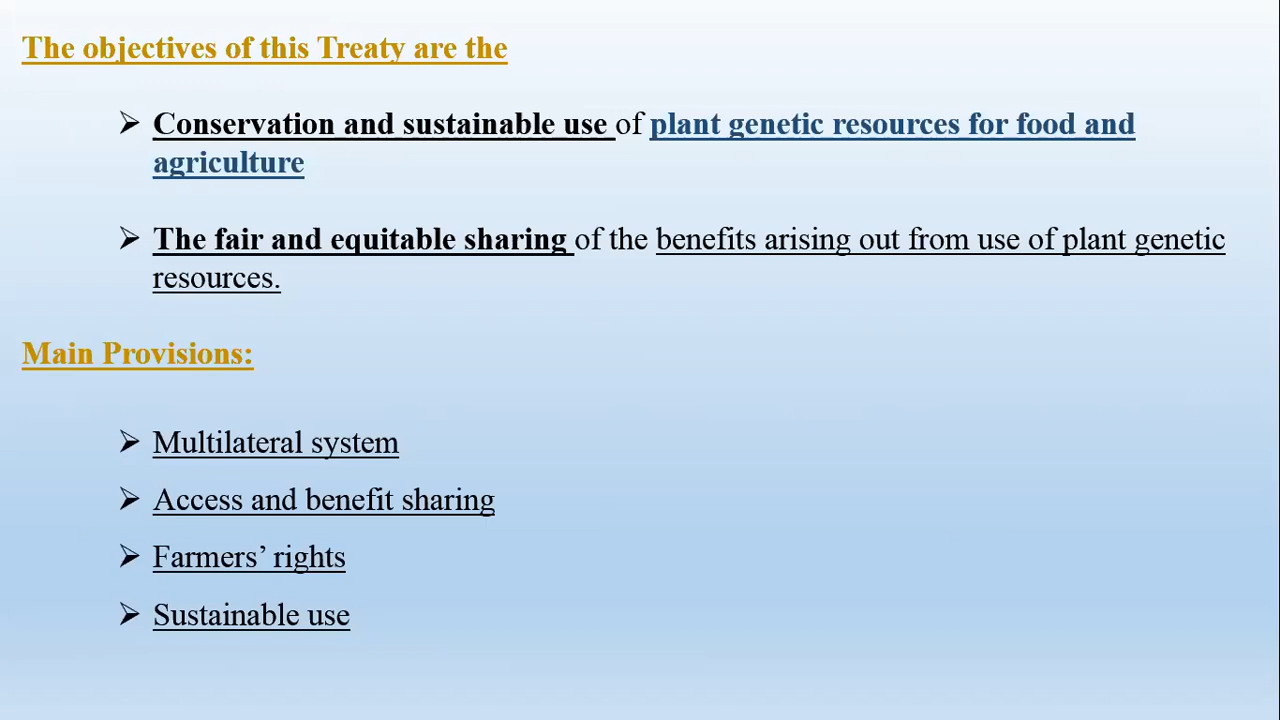 The objectives of this Treaty are the
➢ Conservation and sustainable use of plant genetic resources for food and
agriculture
➢ The fair and equitable sharing of the benefits arising out from use of plant genetic
resources.
Main Provisions:
➢ Multilateral system
➢ Access and benefit sharing
➢ Farmers’ rights
➢ Sustainable use